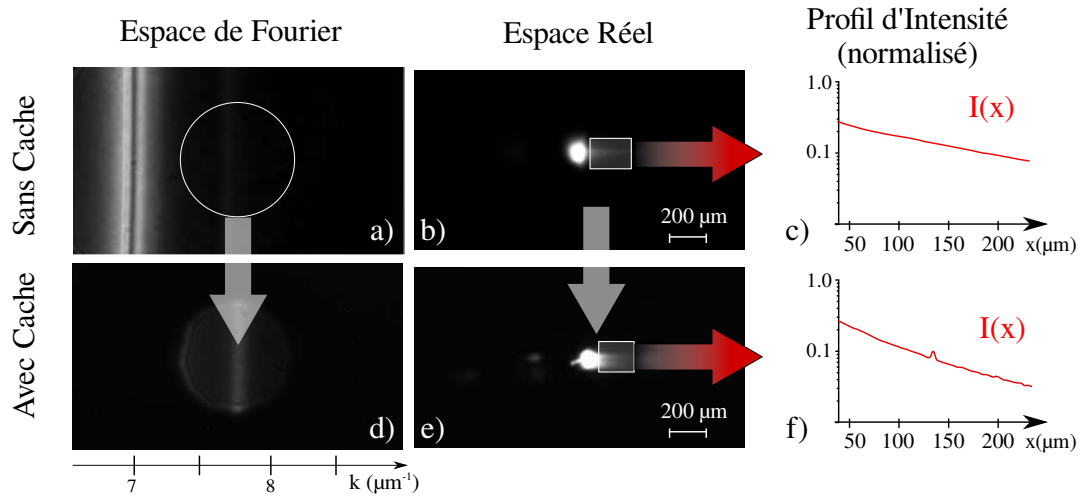 Espace de Fourier
Espace Réel
Profil d'Intensité
(normalisé)
Sans Cache
a)
b)
200 µm
1.0
0.1
I(x)
c)
50
100
150
200
x(µm)
Avec Cache
d)
e)
200 µm
1.0
0.1
I(x)
f)
50
100
150
200
x(µm)
7
8
k (µm⁻¹)